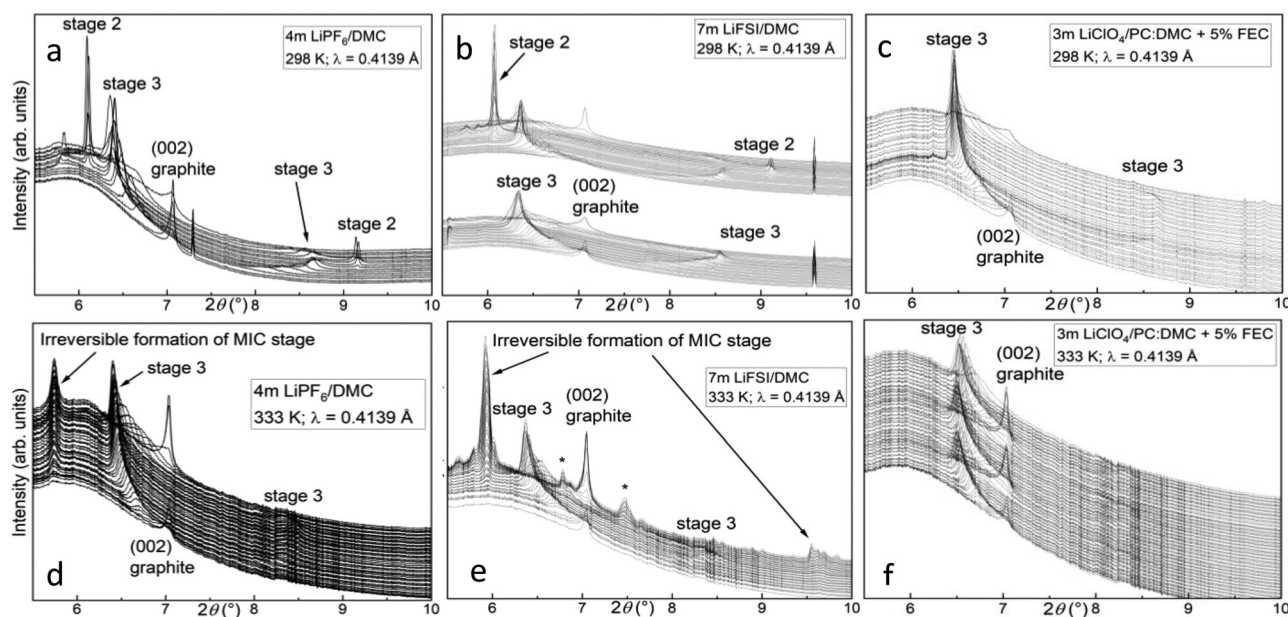 a
stage 2
4m LiPF₆/DMC
298 K; λ = 0.4139 Å
stage 3
(002)
graphite
stage 3
stage 2
Intensity (arb. units)
6 7 8 9 10
2θ(°)
b
stage 2
7m LiFSI/DMC
298 K; λ = 0.4139 Å
stage 2
stage 3
(002)
graphite
stage 3
6 7 8 9 10
2θ(°)
c
stage 3
3m LiClO₄/PC:DMC + 5% FEC
298 K; λ = 0.4139 Å
stage 3
(002)
graphite
6 7 8 9 10
2θ(°)
Irreversible formation of MIC stage
stage 3
4m LiPF₆/DMC
333 K; λ = 0.4139 Å
stage 3
(002)
graphite
d
Intensity (arb. units)
6 7 8 9 10
2θ(°)
Irreversible formation of MIC stage
7m LiFSI/DMC
333 K; λ = 0.4139 Å
stage 3
(002)
graphite
*
*
stage 3
e
6 7 8 9 10
2θ(°)
stage 3
3m LiClO₄/PC:DMC + 5% FEC
333 K; λ = 0.4139 Å
(002)
graphite
f
6 7 8 9 10
2θ(°)